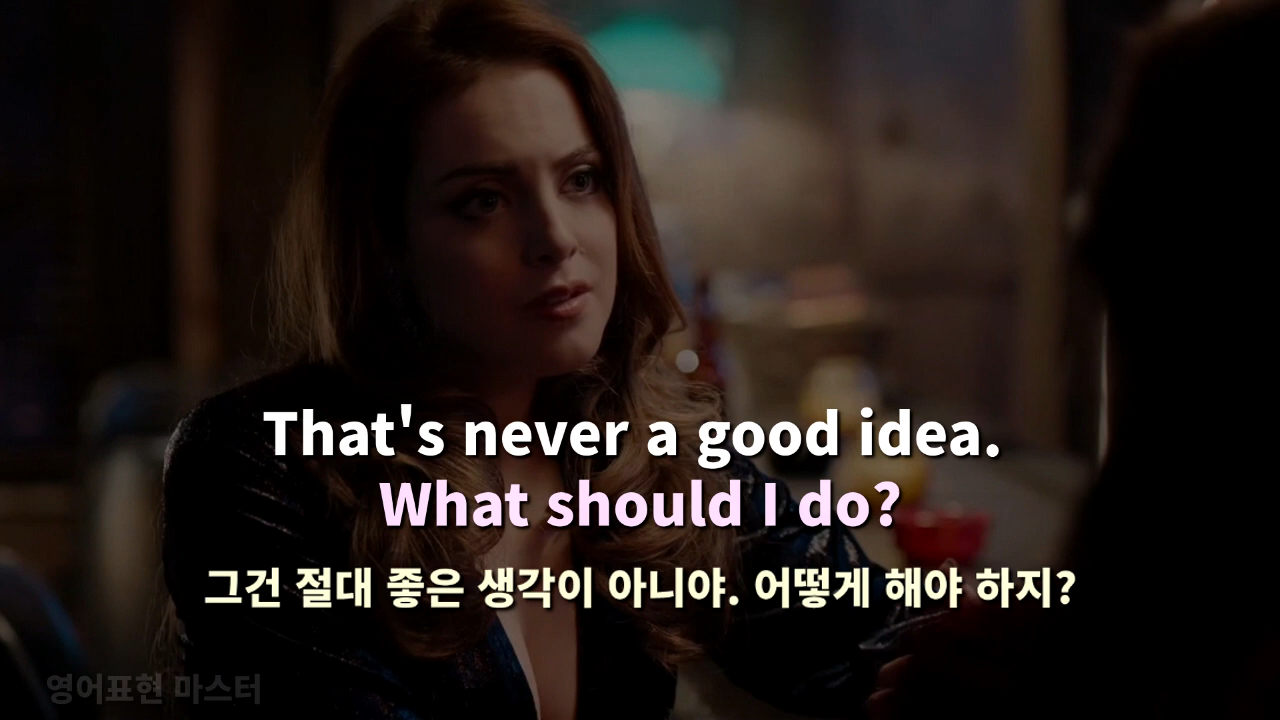 That's never a good idea.
What should I do?
그건 절대 좋은 생각이 아니야. 어떻게 해야 하지?
영어표현 마스터